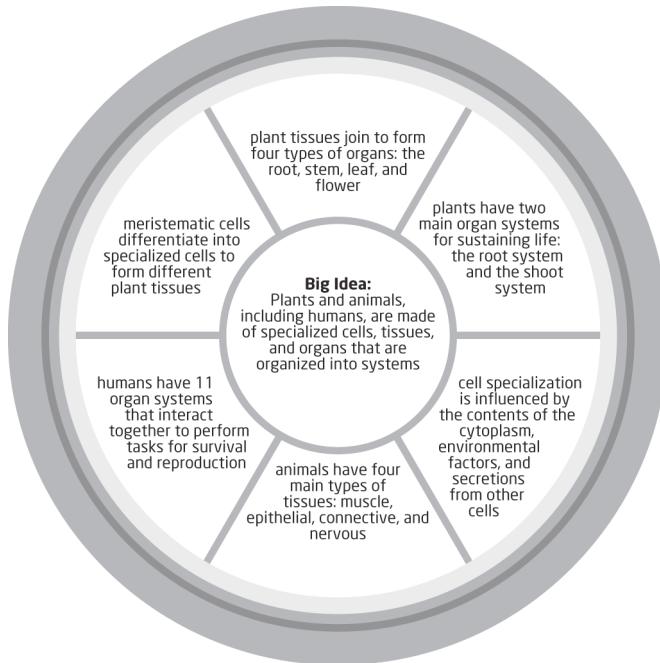 plant tissues join to form
four types of organs: the
root, stem, leaf, and
flower
plants have two
main organ systems
for sustaining life:
the root system
and the shoot
system
cell specialization
is influenced by
the contents of the
cytoplasm,
environmental
factors, and
secretions
from other
cells
animals have four
main types of
tissues: muscle,
epithelial, connective, and
nervous
humans have 11
organ systems
that interact
together to perform
tasks for survival
and reproduction
meristematic cells
differentiate into
specialized cells to
form different
plant tissues
Big Idea:
Plants and animals,
including humans, are made
of specialized cells, tissues,
and organs that are
organized into systems